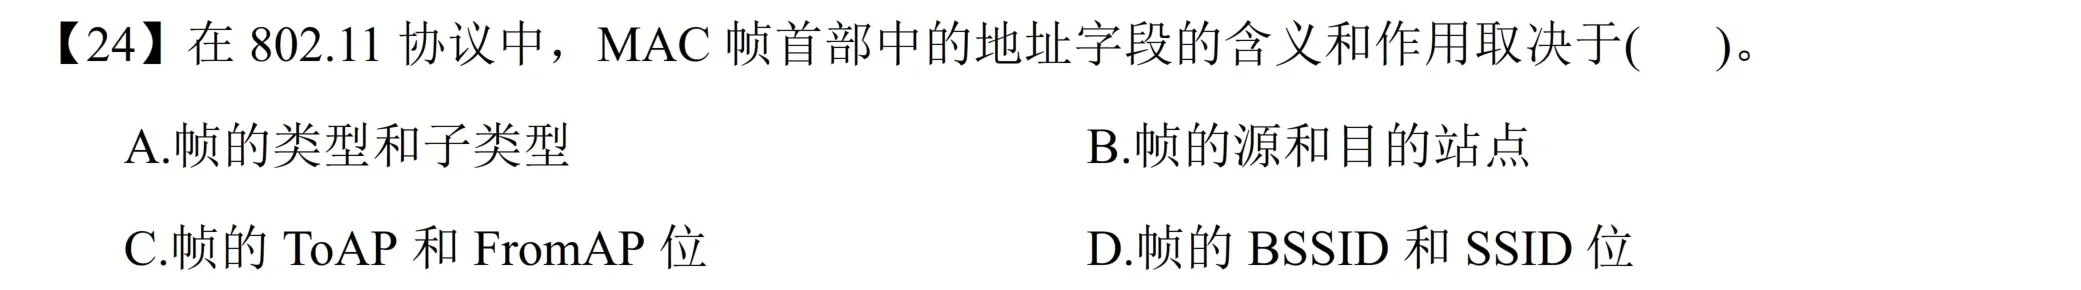 【24】在 802.11 协议中，MAC 帧首部中的地址字段的含义和作用取决于(    )。
A.帧的类型和子类型    B.帧的源和目的站点
C.帧的 ToAP 和 FromAP 位    D.帧的 BSSID 和 SSID 位